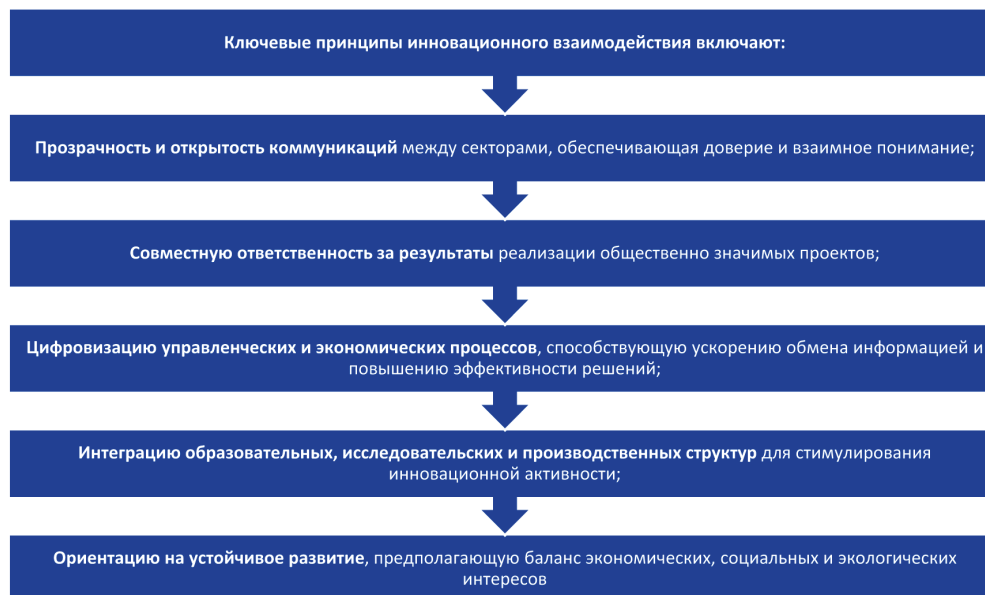 Ключевые принципы инновационного взаимодействия включают:
Прозрачность и открытость коммуникаций между секторами, обеспечивающая доверие и взаимное понимание;
Совместную ответственность за результаты реализации общественно значимых проектов;
Цифровизацию управленческих и экономических процессов, способствующую ускорению обмена информацией и
повышению эффективности решений;
Интеграцию образовательных, исследовательских и производственных структур для стимулирования
инновационной активности;
Ориентацию на устойчивое развитие, предполагающую баланс экономических, социальных и экологических
интересов